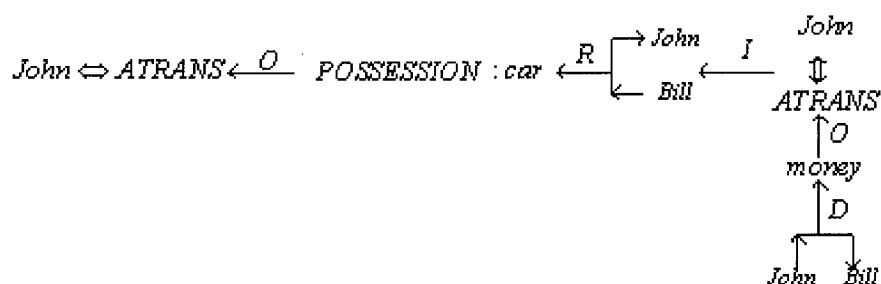 John
R John
John ⇔ ATRANS O POSSESSION : car I ⇕
Bill ATRANS
O
money
D
John Bill